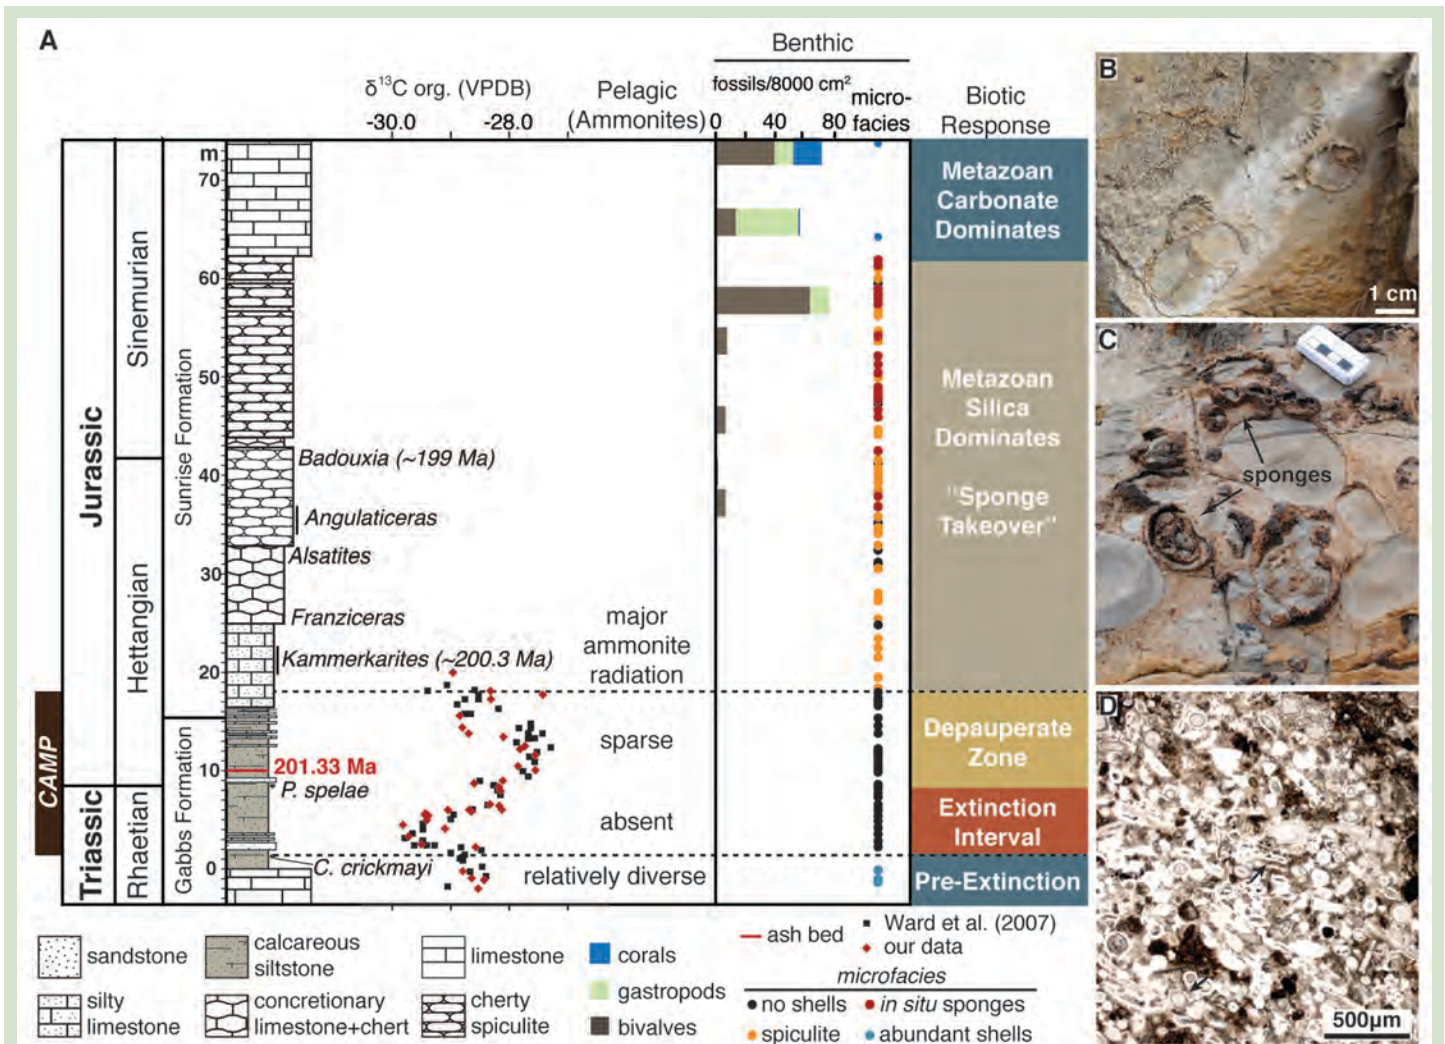 A
Benthic
δ13C org. (VPDB)
Pelagic
(Ammonites)
fossils/8000 cm2
micro-
facies
Biotic
Response
-30.0
-28.0
0
40
80
m
70
60
50
40
30
20
10
0
CAMP
Jurassic
Triassic
Sinemurian
Hettangian
Rhaetian
Sunrise Formation
Gabbs Formation
Badouxia (~199 Ma)
Angulaticeras
Alsatites
Franziceras
Kammerkarites (~200.3 Ma)
201.33 Ma
P. spelae
C. crickmayi
major
ammonite
radiation
sparse
absent
relatively diverse
Metazoan
Carbonate
Dominates
Metazoan
Silica
Dominates
"Sponge
Takeover"
Depauperate
Zone
Extinction
Interval
Pre-Extinction
B
1 cm
C
sponges
D
500µm
sandstone
calcareous
siltstone
limestone
silty
limestone
concretionary
limestone+chert
cherty
spiculite
corals
gastropods
bivalves
ash bed
Ward et al. (2007)
our data
microfacies
no shells
in situ sponges
spiculite
abundant shells